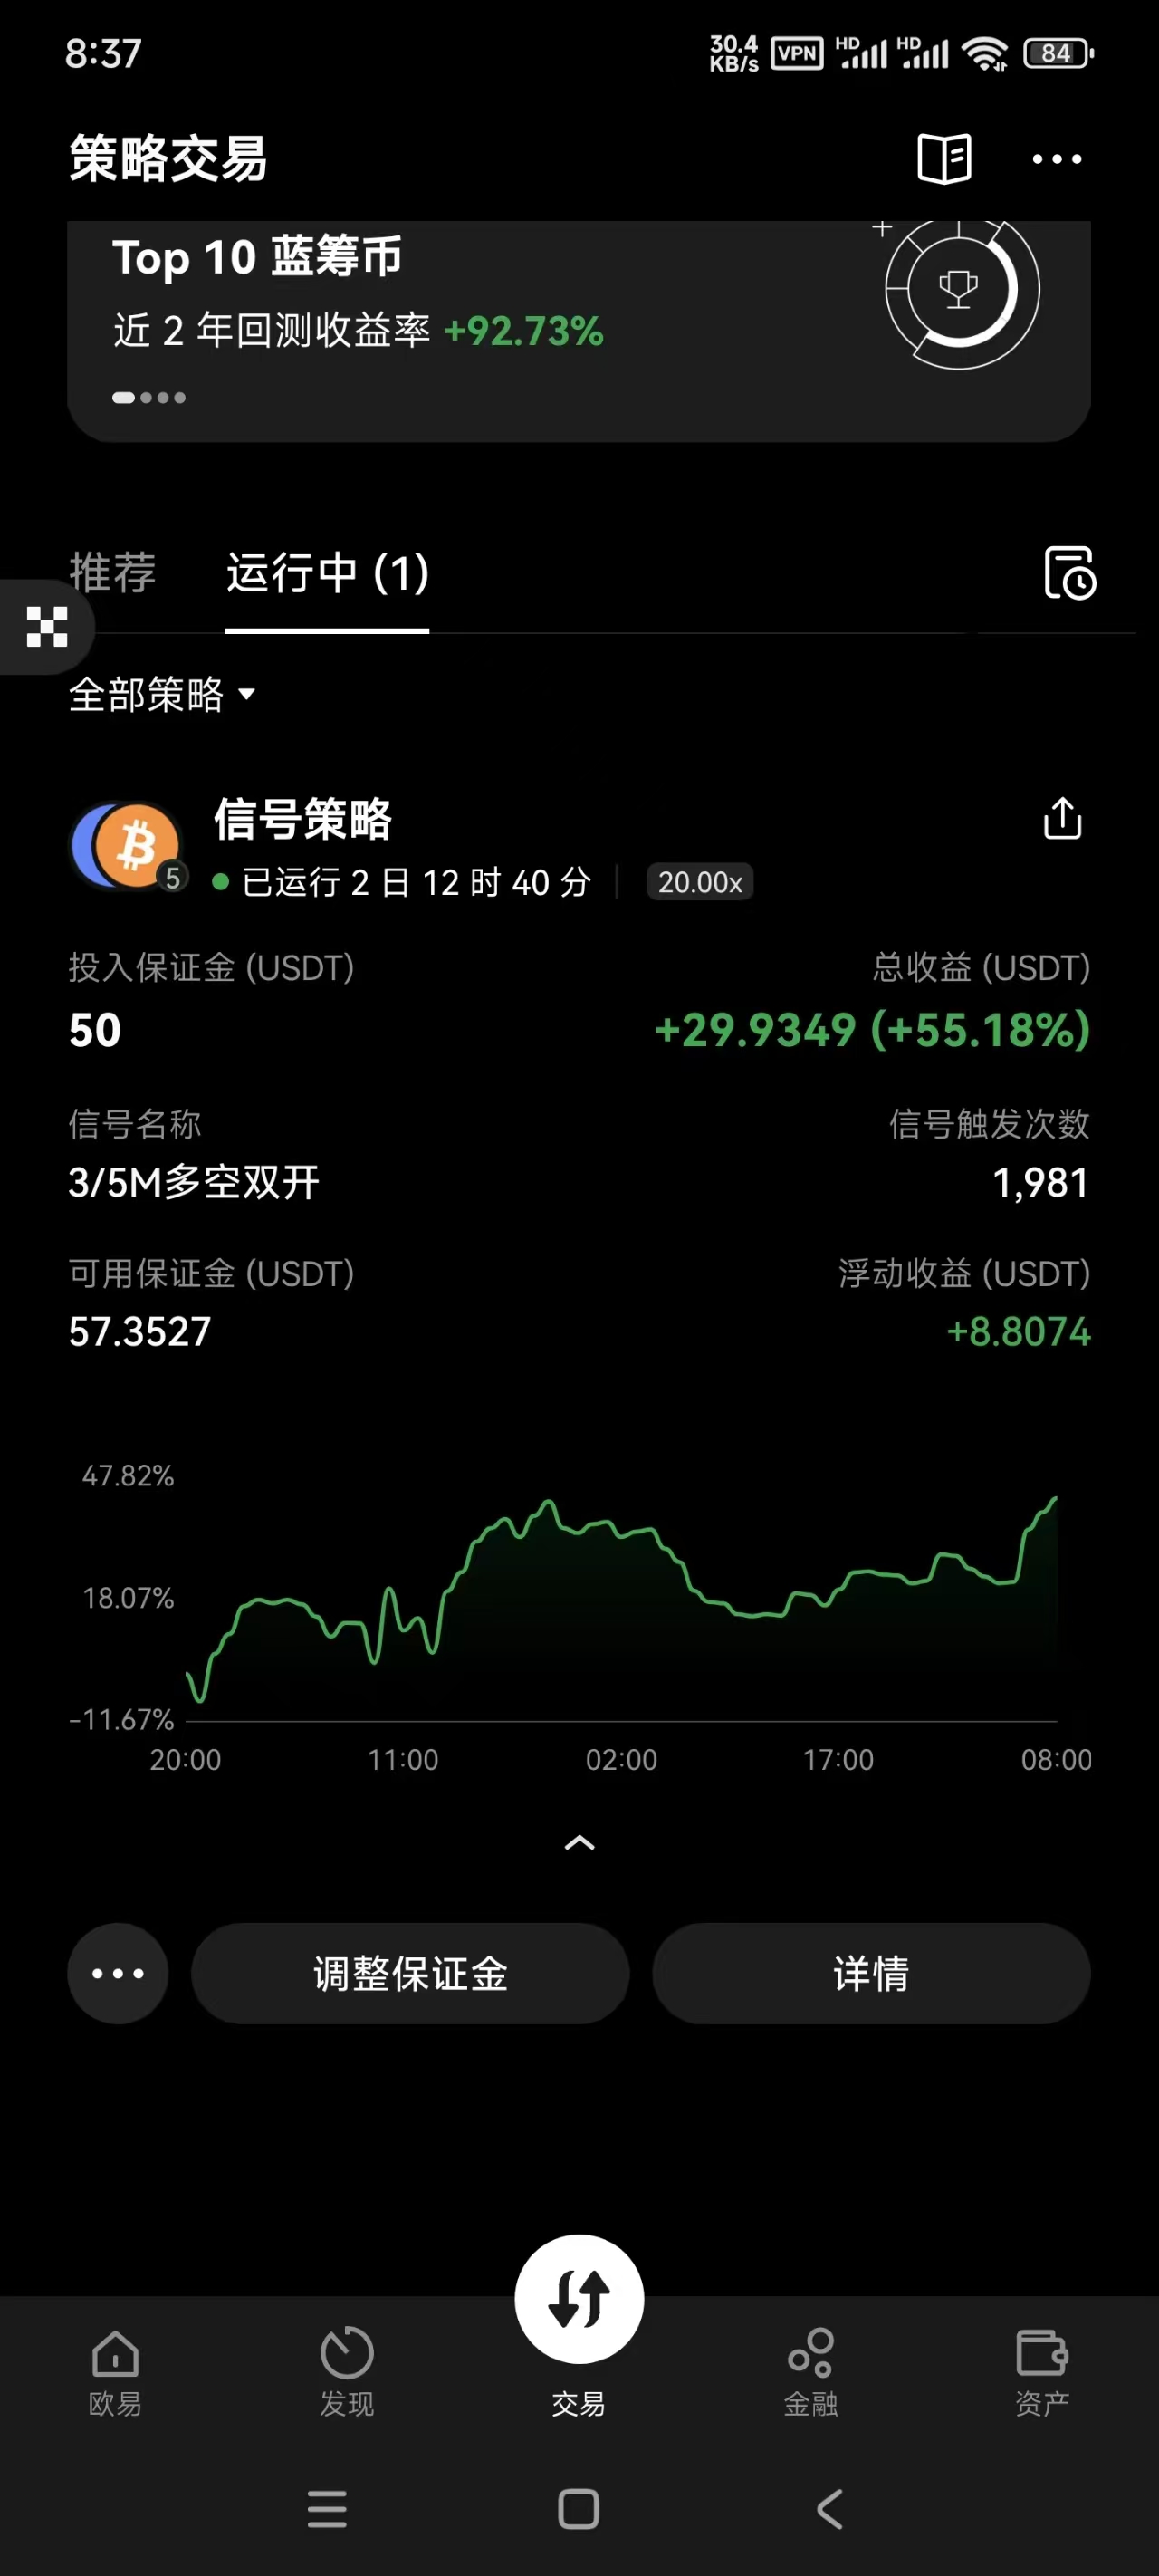 8:37
30.4 KB/s VPN HD HD 84
策略交易
Top 10 蓝筹币
近 2 年回测收益率 +92.73%
推荐 运行中 (1)
全部策略
信号策略
5 已运行 2 日 12 时 40 分 20.00x
投入保证金 (USDT) 总收益 (USDT)
50 +29.9349 (+55.18%)
信号名称 信号触发次数
3/5M多空双开 1,981
可用保证金 (USDT) 浮动收益 (USDT)
57.3527 +8.8074
47.82%
18.07%
-11.67%
20:00 11:00 02:00 17:00 08:00
调整保证金 详情
欧易 发现 交易 金融 资产